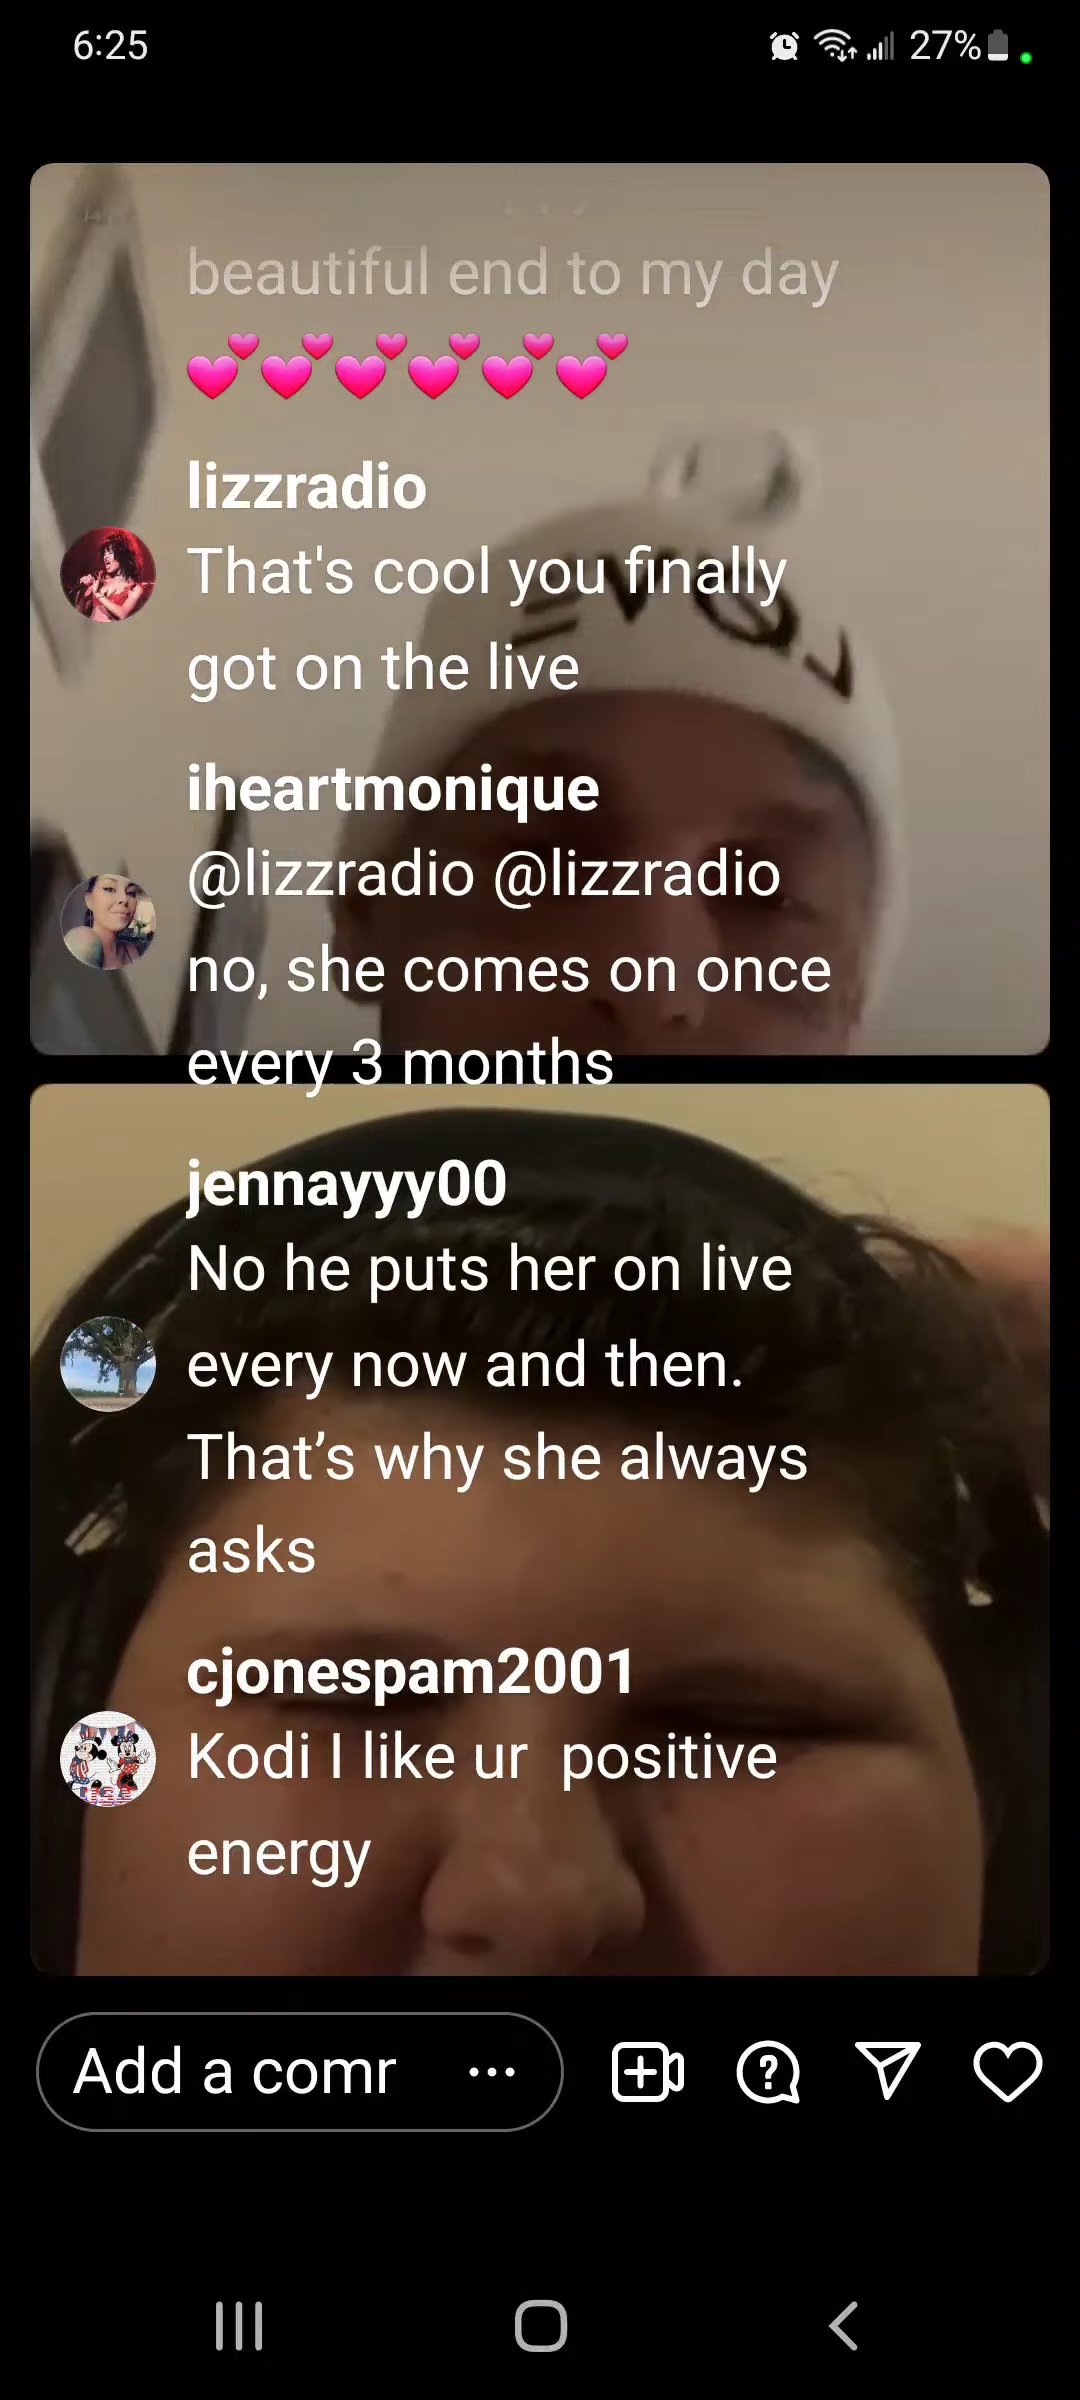 6:25
27%
beautiful end to my day
💕💕💕💕💕💕
lizzradio
That's cool you finally
got on the live
iheartmonique
@lizzradio @lizzradio
no, she comes on once
every 3 months
jennayyy00
No he puts her on live
every now and then.
That’s why she always
asks
cjonespam2001
Kodi I like ur  positive
energy
USA
Add a comr